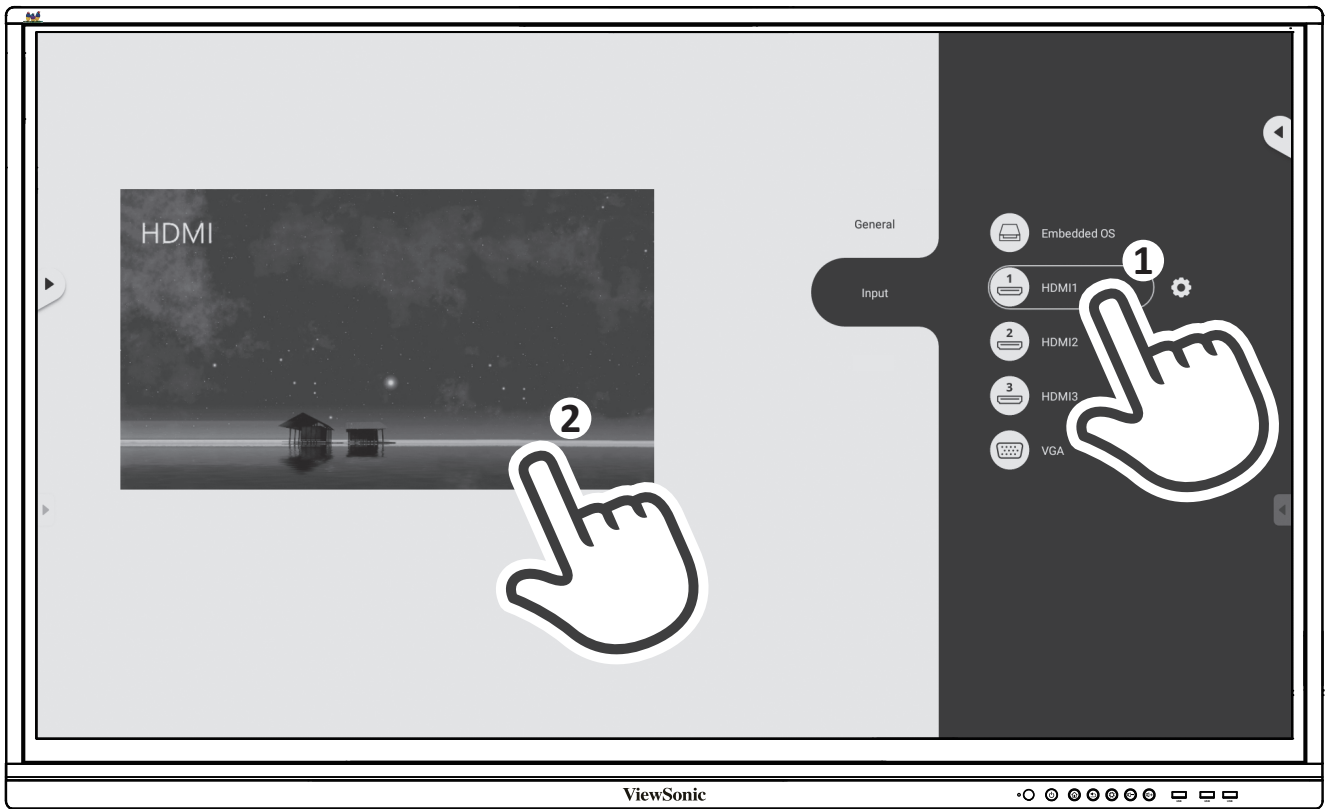 HDMI
General
Input
Embedded OS
1
1
HDMI1
2
HDMI2
3
HDMI3
VGA
2
ViewSonic